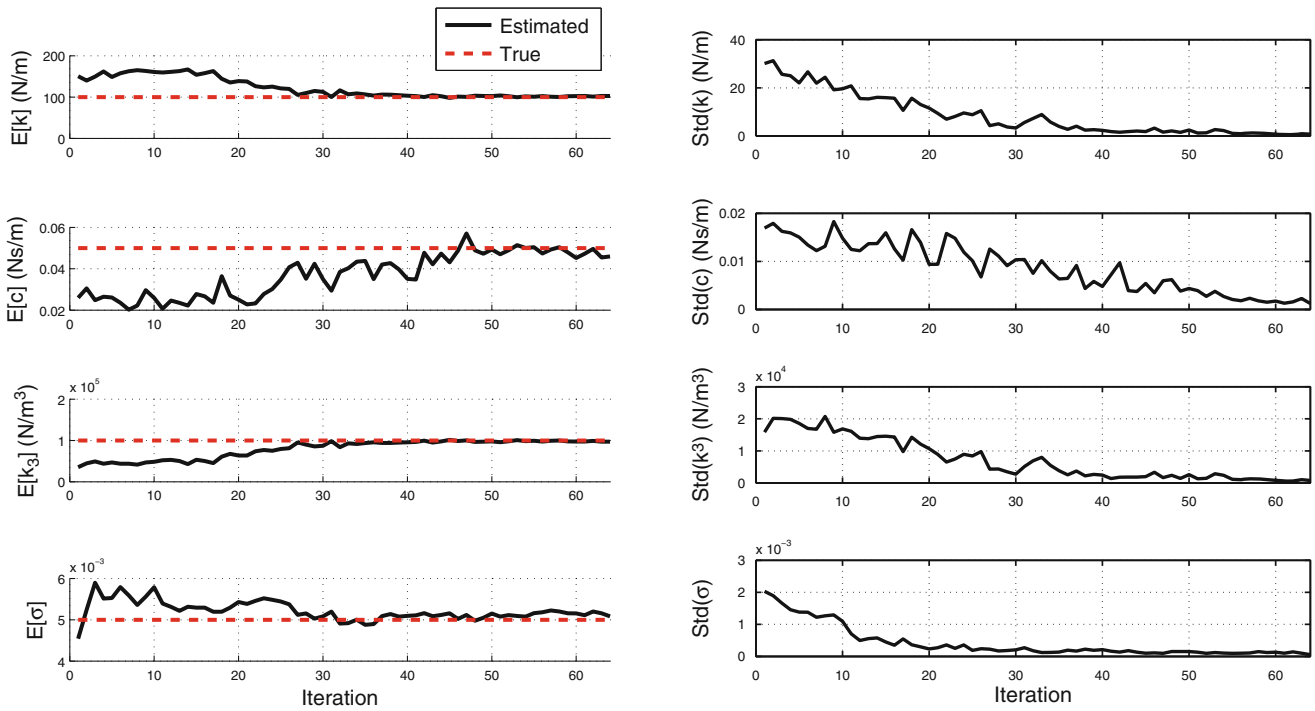 Estimated
True
E[k] (N/m)
200
100
0
0 10 20 30 40 50 60
E[c] (Ns/m)
0.06
0.04
0.02
0 10 20 30 40 50 60
E[k₃] (N/m³)
x 10⁵
2
1
0
0 10 20 30 40 50 60
E[σ]
x 10⁻³
6
5
4
0 10 20 30 40 50 60
Iteration
Std(k) (N/m)
40
20
0
0 10 20 30 40 50 60
Std(c) (Ns/m)
0.02
0.01
0
0 10 20 30 40 50 60
Std(k³) (N/m³)
x 10⁴
3
2
1
0
0 10 20 30 40 50 60
Std(σ)
x 10⁻³
3
2
1
0
0 10 20 30 40 50 60
Iteration